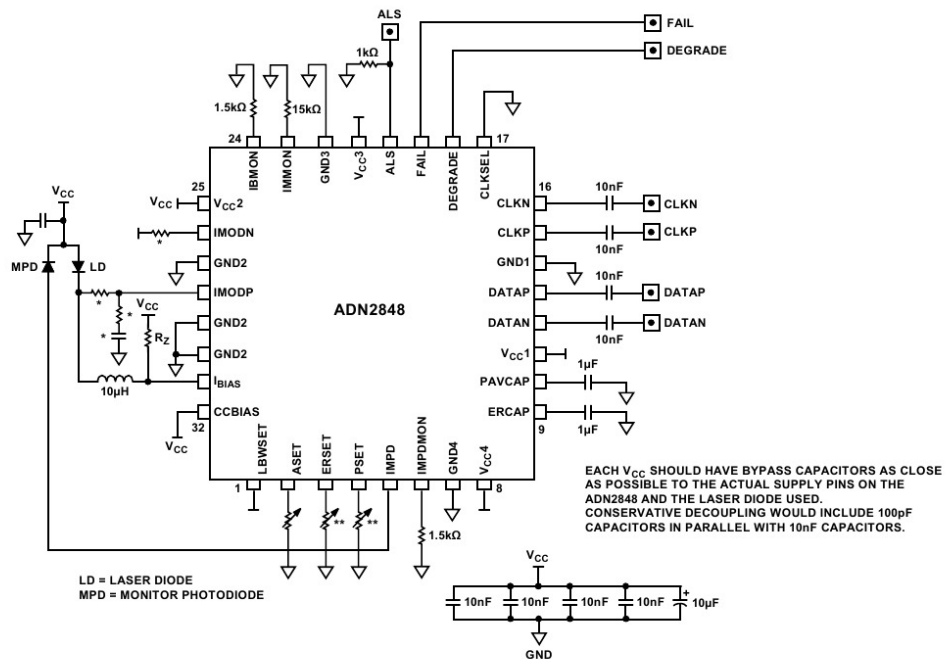 ALS
FAIL
DEGRADE
1kΩ
1.5kΩ
15kΩ
24
17
IBMON
IMMON
GND3
VCC3
ALS
FAIL
DEGRADE
CLKSEL
25
16
VCC
VCC
VCC2
IMODN
*
GND2
MPD
LD
IMODP
*
*
*
VCC
RZ
GND2
GND2
10μH
IBIAS
CCBIAS
32
VCC
ADN2848
CLKN
10nF
CLKN
CLKP
10nF
CLKP
GND1
DATAP
10nF
DATAP
DATAN
10nF
DATAN
VCC1
PAVCAP
1μF
ERCAP
1μF
9
LBWSET
ASET
ERSET
PSET
IMPD
IMPDMON
GND4
VCC4
1
8
**
**
1.5kΩ
EACH VCC SHOULD HAVE BYPASS CAPACITORS AS CLOSE
AS POSSIBLE TO THE ACTUAL SUPPLY PINS ON THE
ADN2848 AND THE LASER DIODE USED.
CONSERVATIVE DECOUPLING WOULD INCLUDE 100pF
CAPACITORS IN PARALLEL WITH 10nF CAPACITORS.
LD = LASER DIODE
MPD = MONITOR PHOTODIODE
VCC
10nF
10nF
10nF
10nF
+
10μF
GND